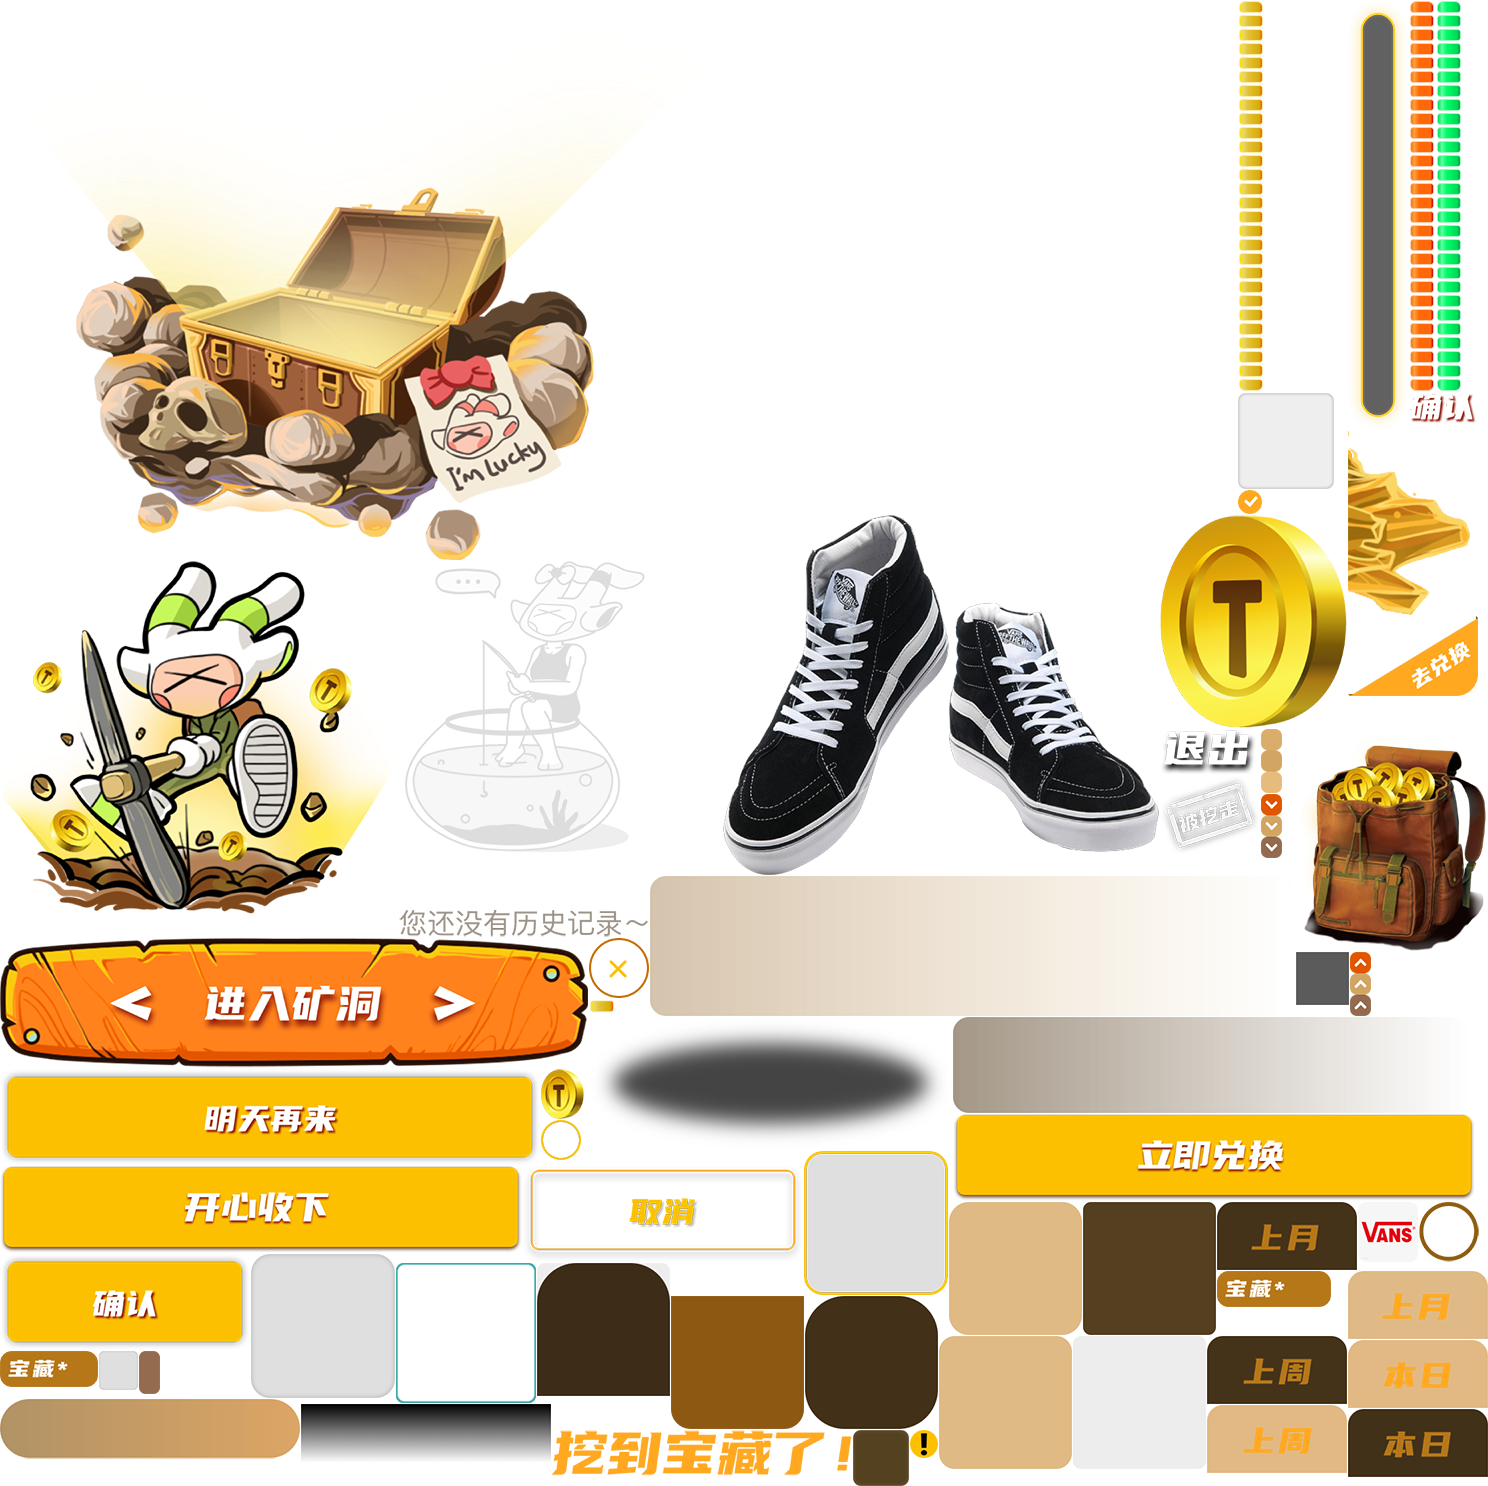 确认
I'm Lucky
T
去兑换
退出
被挖走
您还没有历史记录～
< 进入矿洞 >
明天再来
T
立即兑换
开心收下
取消
上月
VANS
宝藏*
上月
确认
宝藏*
上周
本日
上周
本日
挖到宝藏了！